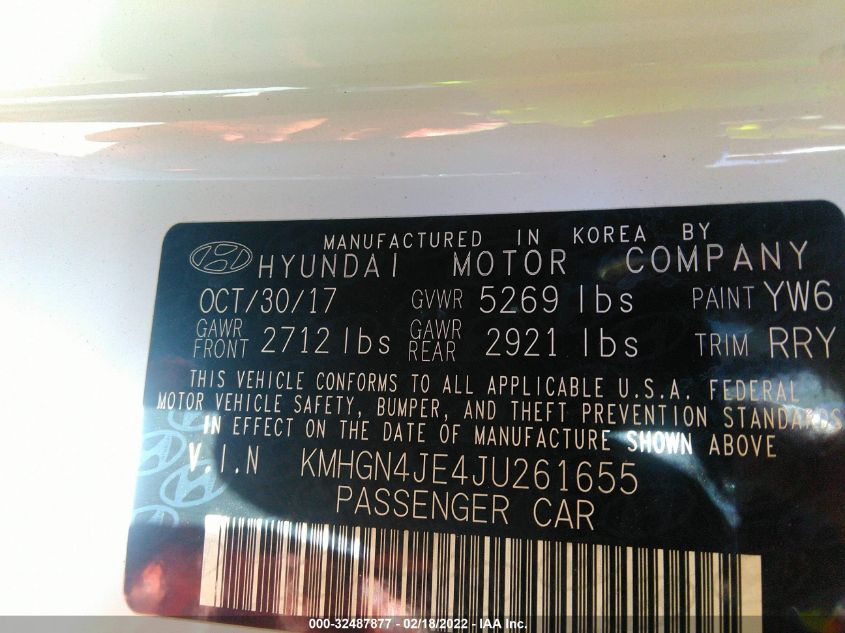 MANUFACTURED IN KOREA BY
HYUNDAI MOTOR COMPANY
OCT/30/17 GVWR 5269 lbs PAINT YW6
GAWR FRONT 2712 lbs GAWR REAR 2921 lbs TRIM RRY
THIS VEHICLE CONFORMS TO ALL APPLICABLE U.S.A. FEDERAL
MOTOR VEHICLE SAFETY, BUMPER, AND THEFT PREVENTION STANDARDS
IN EFFECT ON THE DATE OF MANUFACTURE SHOWN ABOVE
V.I.N KMHGN4JE4JU261655
PASSENGER CAR
000-32487877 - 02/18/2022 - IAA Inc.